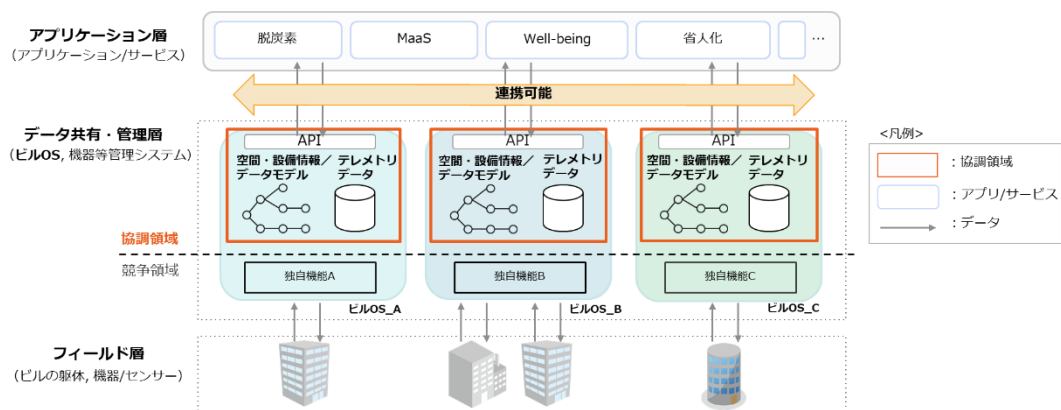 アプリケーション層
(アプリケーション/サービス)
脱炭素
MaaS
Well-being
省人化
…
連携可能
データ共有・管理層
(ビルOS, 機器等管理システム)
API
空間・設備情報／
データモデル
テレメトリ
データ
API
空間・設備情報／
データモデル
テレメトリ
データ
API
空間・設備情報／
データモデル
テレメトリ
データ
協調領域
競争領域
独自機能A
独自機能B
独自機能C
ビルOS_A
ビルOS_B
ビルOS_C
フィールド層
(ビルの躯体, 機器/センサー)
<凡例>
：協調領域
：アプリ/サービス
：データ